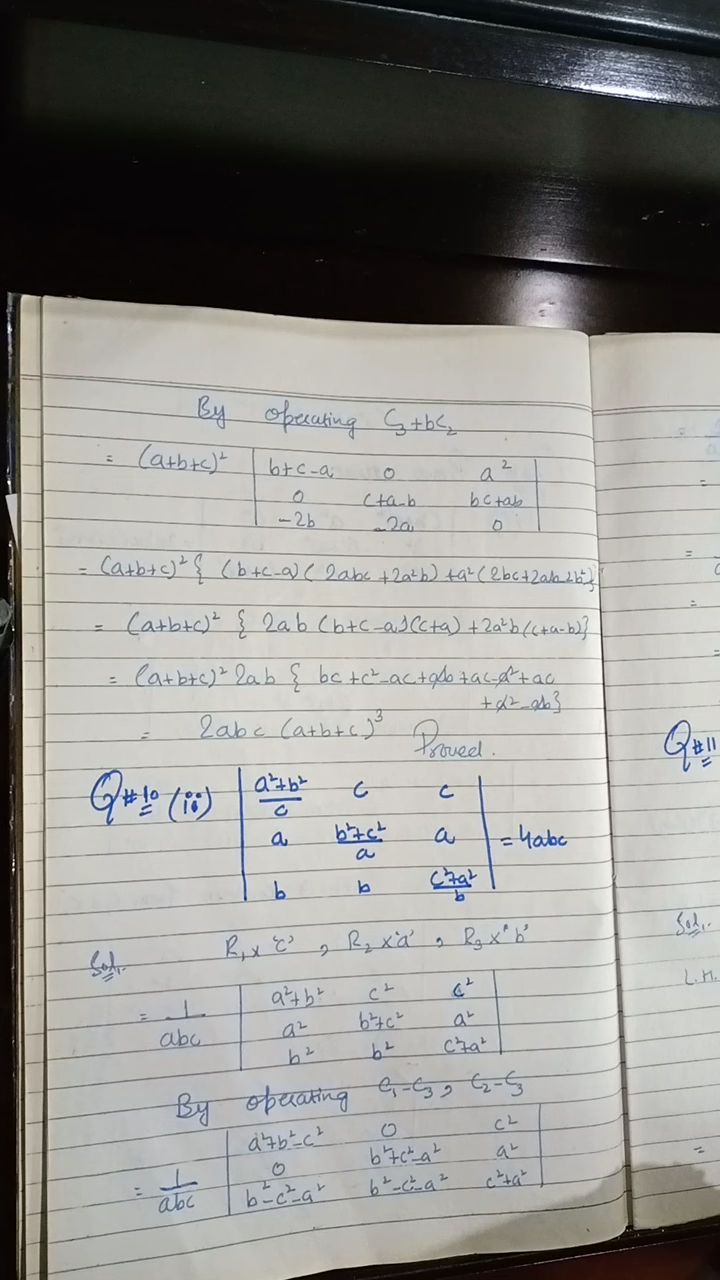 By operating C₃+bC₂
= (a+b+c)² | b+c-a 0 a² |
| 0 c+a-b bc+ab |
| -2b -2a 0 |
= (a+b+c)² { (b+c-a)(2abc+2a²b)+a²(2bc+2ab-2b²)}
= (a+b+c)² { 2ab (b+c-a)(c+a)+2a²b(c+a-b)}
= (a+b+c)² 2ab { bc+c²-ac+ab+ac-a²+ac
+a²-ab}
= 2abc (a+b+c)³ Proved.
Q#10 (iii) | (a²+b²)/c c c |
| a (b²+c²)/a a | = 4abc
| b b (c²+a²)/b |
Sol. R₁ x 'c' , R₂ x 'a' , R₃ x 'b'
= 1/abc | a²+b² c² c² |
| a² b²+c² a² |
| b² b² c²+a² |
By operating C₁-C₃, C₂-C₃
= 1/abc | a²+b²-c² 0 c² |
| 0 b²+c²-a² a² |
| b²-c²-a² b²-c²-a² c²+a² |
Q#11
Sol.
L.H.